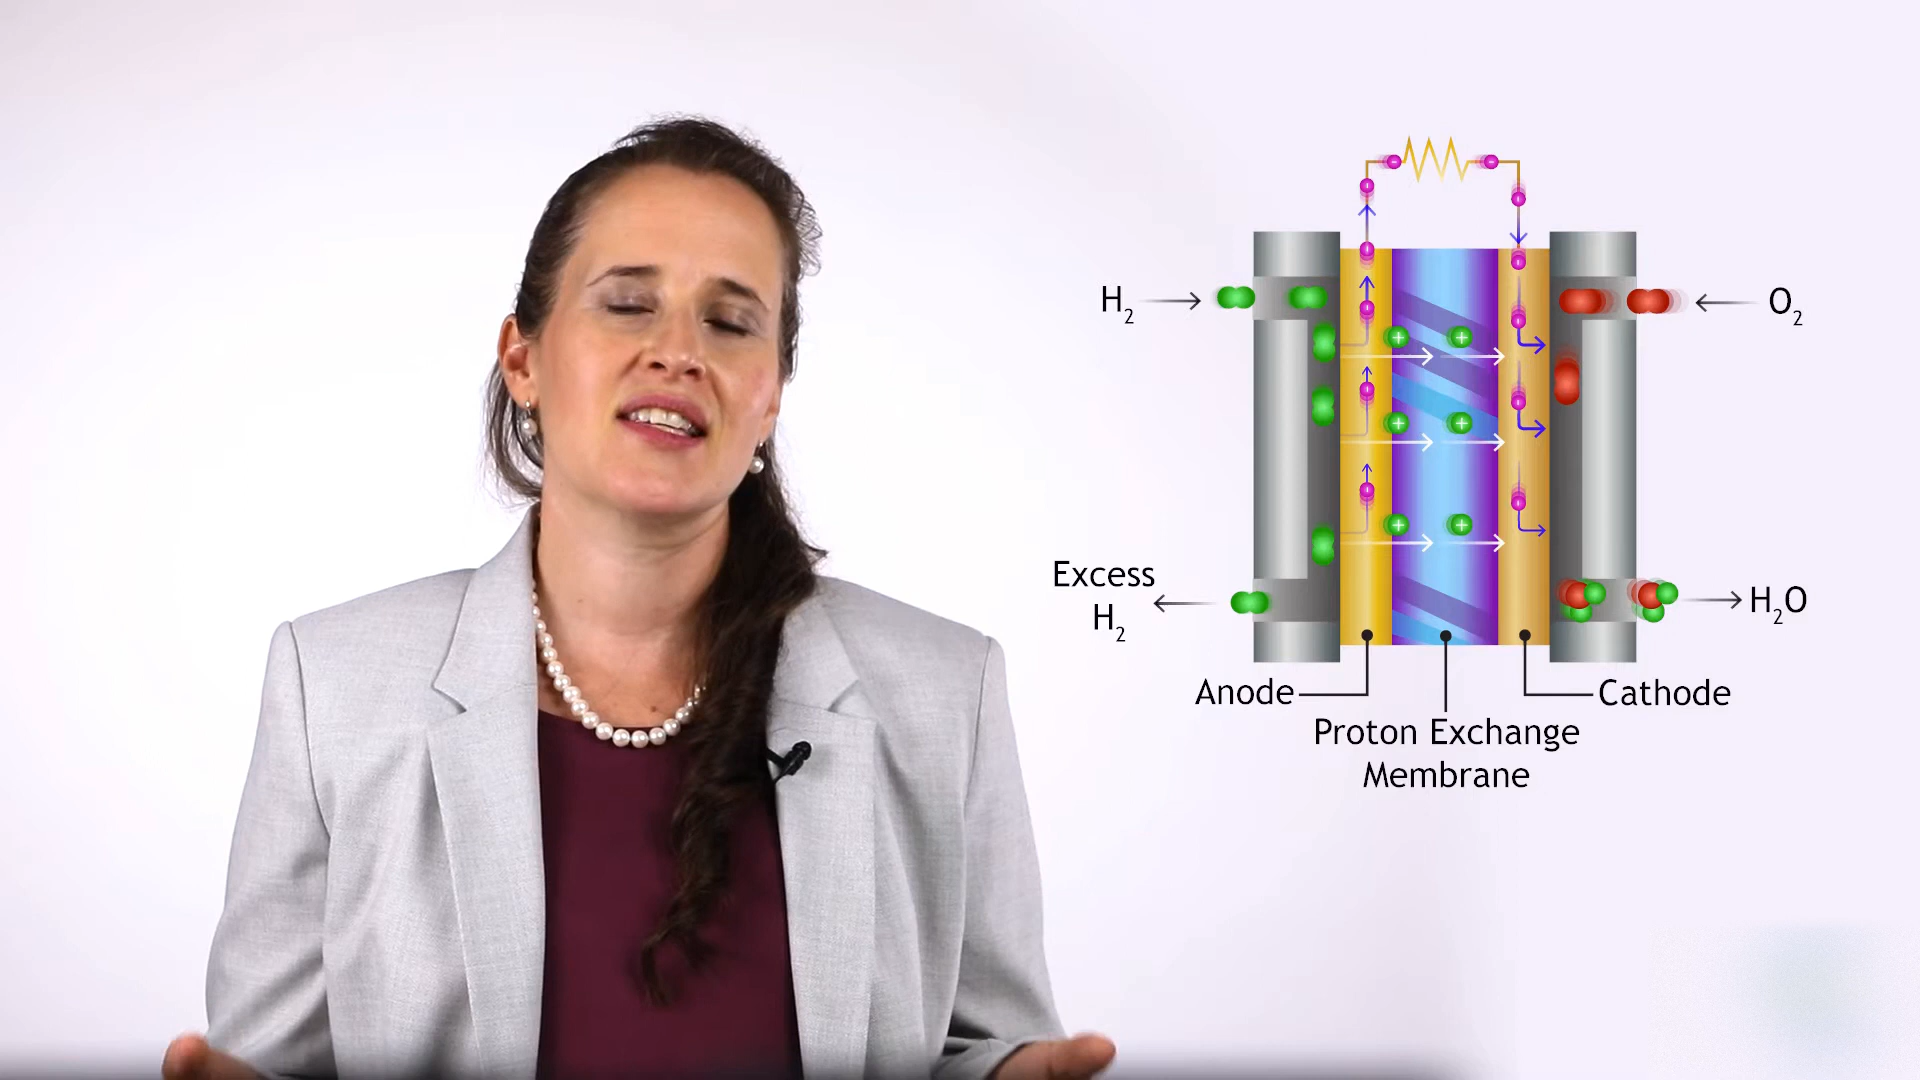 H₂
O₂
Excess
H₂
H₂O
Anode
Cathode
Proton Exchange
Membrane